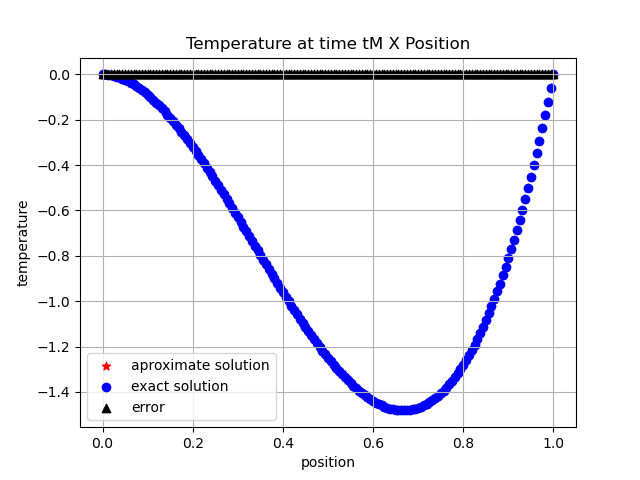 Temperature at time tM X Position
temperature
0.0
−0.2
−0.4
−0.6
−0.8
−1.0
−1.2
−1.4
aproximate solution
exact solution
error
0.0 0.2 0.4 0.6 0.8 1.0
position